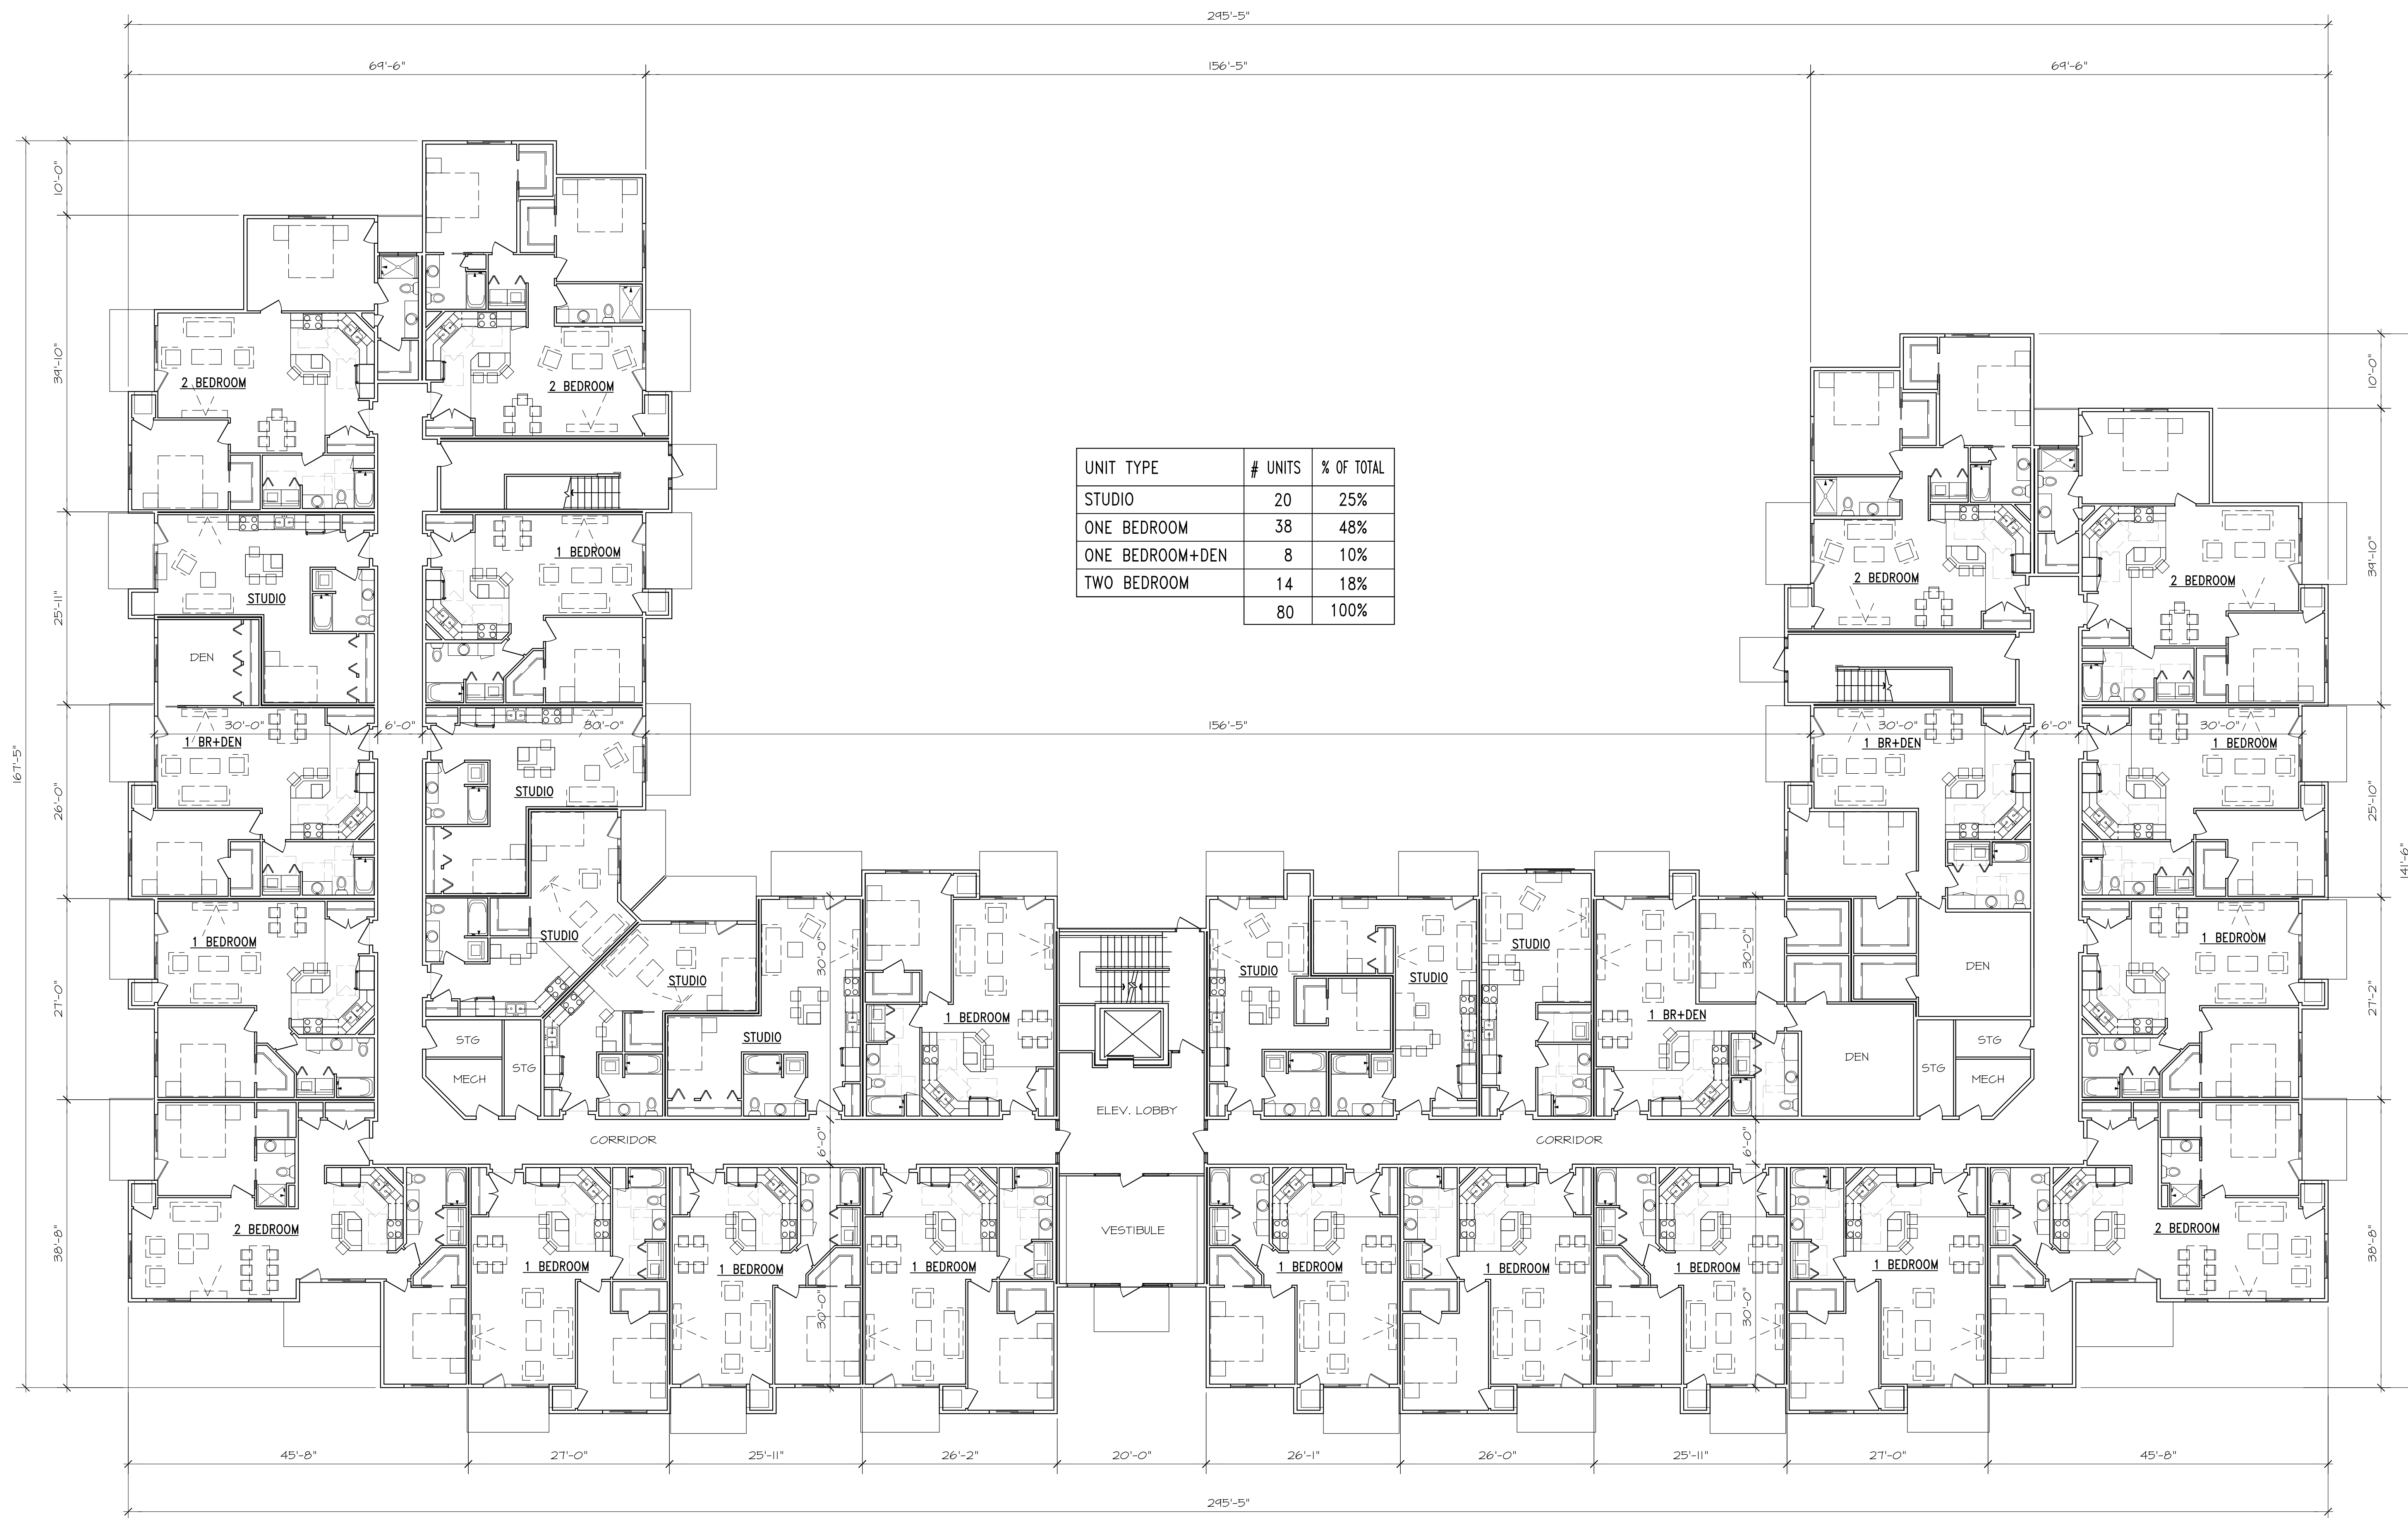 295'-5"
69'-6"
156'-5"
69'-6"
10'-0"
39'-10"
2 BEDROOM
2 BEDROOM
10'-0"
39'-10"
UNIT TYPE # UNITS % OF TOTAL
STUDIO 20 25%
ONE BEDROOM 38 48%
ONE BEDROOM+DEN 8 10%
TWO BEDROOM 14 18%
80 100%
25'-11"
STUDIO
1 BEDROOM
2 BEDROOM
2 BEDROOM
DEN
167'-5"
30'-0"
6'-0"
30'-0"
156'-5"
30'-0"
6'-0"
30'-0"
1 BR+DEN
1 BR+DEN
1 BEDROOM
26'-0"
STUDIO
25'-10"
141'-6"
1 BEDROOM
STUDIO
STUDIO
30'-0"
STUDIO
STUDIO
STUDIO
30'-0"
1 BEDROOM
DEN
27'-0"
STUDIO
1 BEDROOM
1 BR+DEN
27'-2"
STG
STG
MECH
DEN
STG
STG
MECH
ELEV. LOBBY
CORRIDOR
6'-0"
CORRIDOR
6'-0"
38'-8"
2 BEDROOM
VESTIBULE
2 BEDROOM
38'-8"
1 BEDROOM
1 BEDROOM
1 BEDROOM
1 BEDROOM
1 BEDROOM
1 BEDROOM
1 BEDROOM
30'-0"
30'-0"
45'-8"
27'-0"
25'-11"
26'-2"
20'-0"
26'-1"
26'-0"
25'-11"
27'-0"
45'-8"
295'-5"